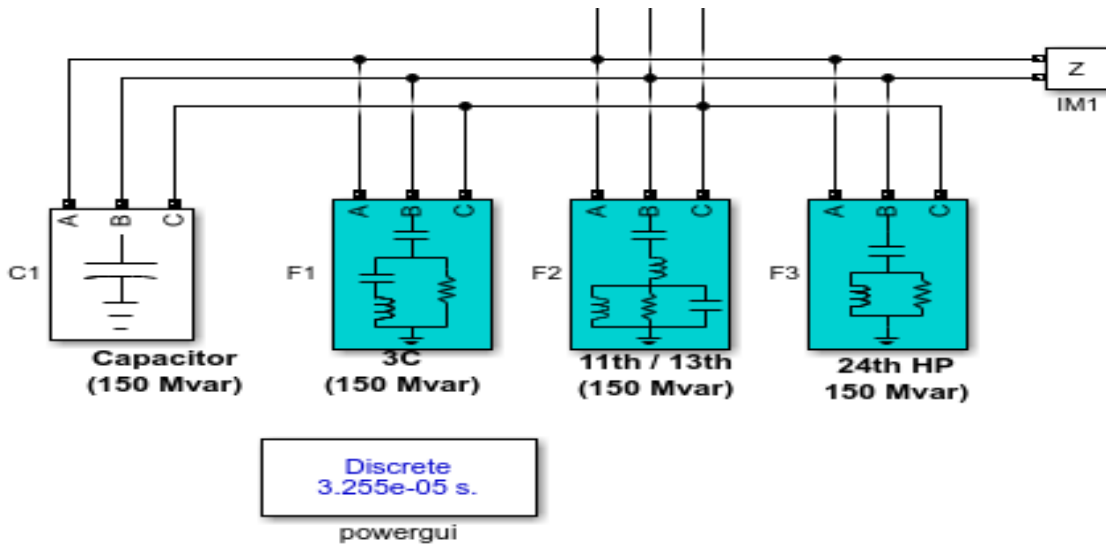 Z
IM1
A B C
C1
Capacitor
(150 Mvar)
A B C
F1
3C
(150 Mvar)
A B C
F2
11th / 13th
(150 Mvar)
A B C
F3
24th HP
150 Mvar)
Discrete
3.255e-05 s.
powergui